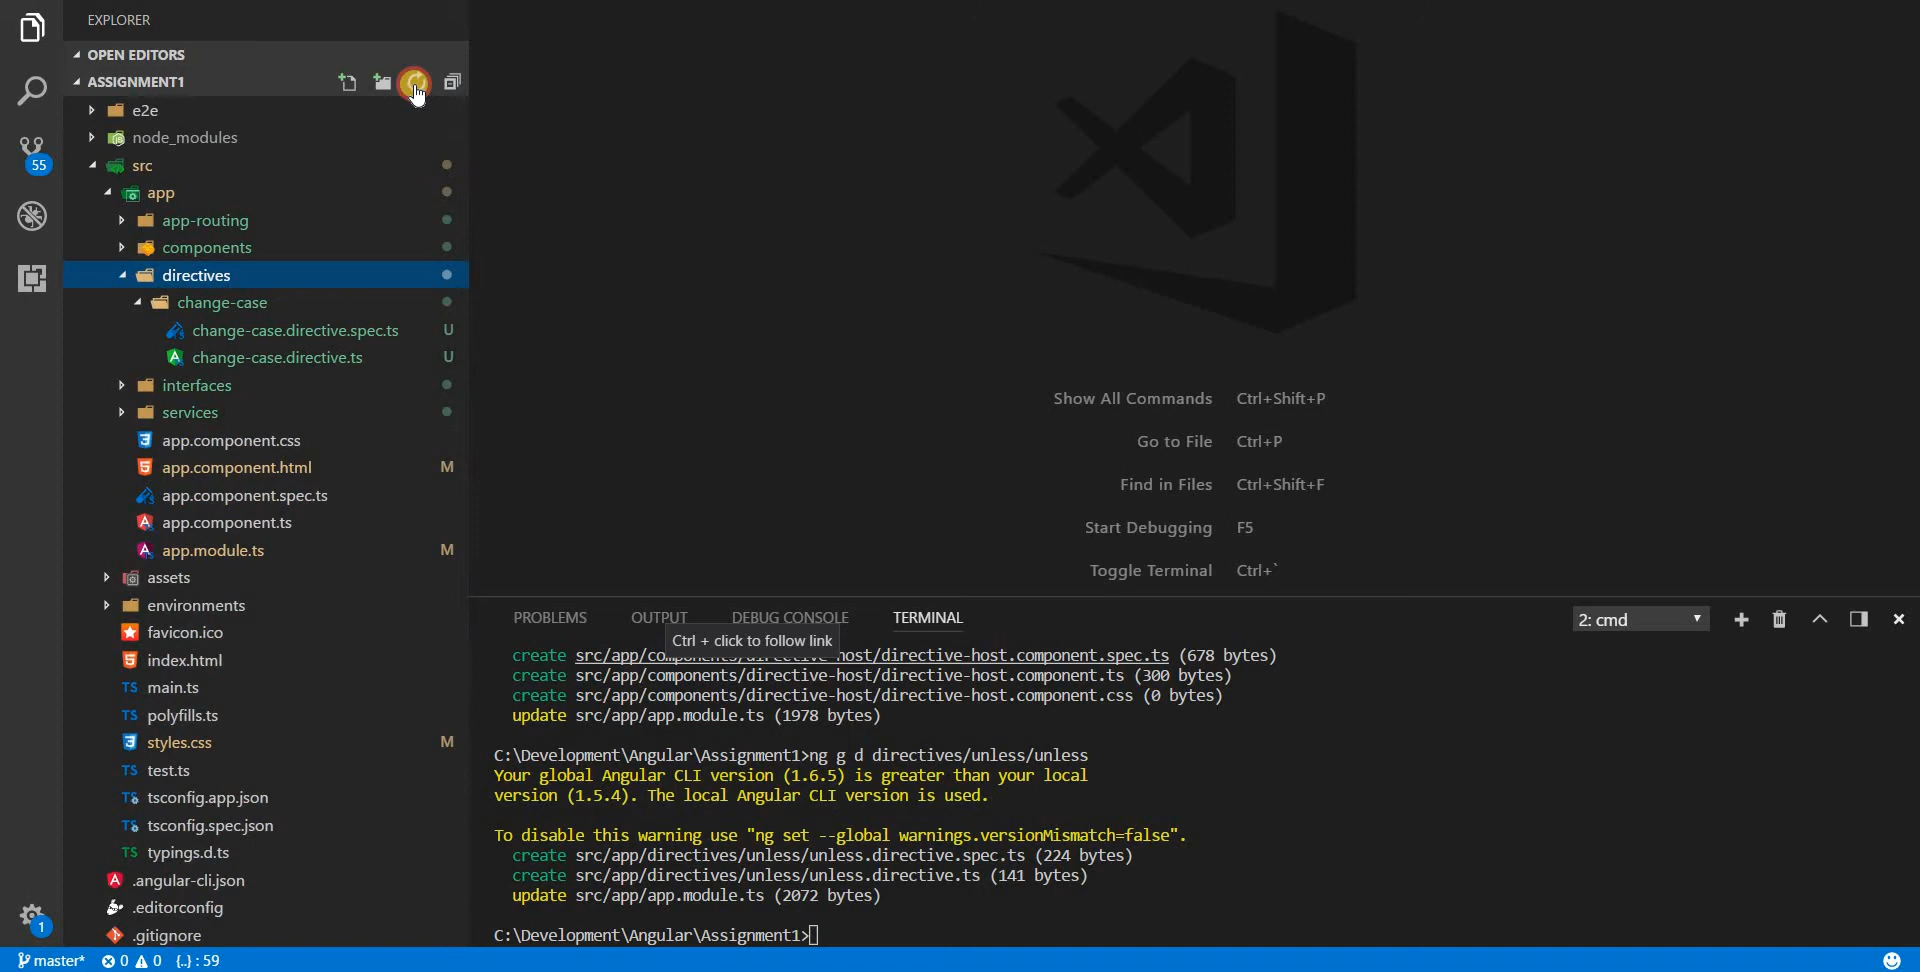 EXPLORER
OPEN EDITORS
ASSIGNMENT1
e2e
node_modules
55
src
app
app-routing
components
directives
change-case
change-case.directive.spec.ts U
change-case.directive.ts U
interfaces
services
app.component.css
app.component.html M
app.component.spec.ts
app.component.ts
app.module.ts M
assets
environments
favicon.ico
index.html
TS main.ts
TS polyfills.ts
styles.css M
TS test.ts
TS tsconfig.app.json
TS tsconfig.spec.json
TS typings.d.ts
.angular-cli.json
.editorconfig
1
.gitignore
Show All Commands Ctrl+Shift+P
Go to File Ctrl+P
Find in Files Ctrl+Shift+F
Start Debugging F5
Toggle Terminal Ctrl+`
PROBLEMS OUTPUT DEBUG CONSOLE TERMINAL 2: cmd
Ctrl + click to follow link
create src/app/components/directive-host/directive-host.component.spec.ts (678 bytes)
create src/app/components/directive-host/directive-host.component.ts (300 bytes)
create src/app/components/directive-host/directive-host.component.css (0 bytes)
update src/app/app.module.ts (1978 bytes)
C:\Development\Angular\Assignment1>ng g d directives/unless/unless
Your global Angular CLI version (1.6.5) is greater than your local
version (1.5.4). The local Angular CLI version is used.
To disable this warning use "ng set --global warnings.versionMismatch=false".
create src/app/directives/unless/unless.directive.spec.ts (224 bytes)
create src/app/directives/unless/unless.directive.ts (141 bytes)
update src/app/app.module.ts (2072 bytes)
C:\Development\Angular\Assignment1>
master* 0 0 {..} : 59